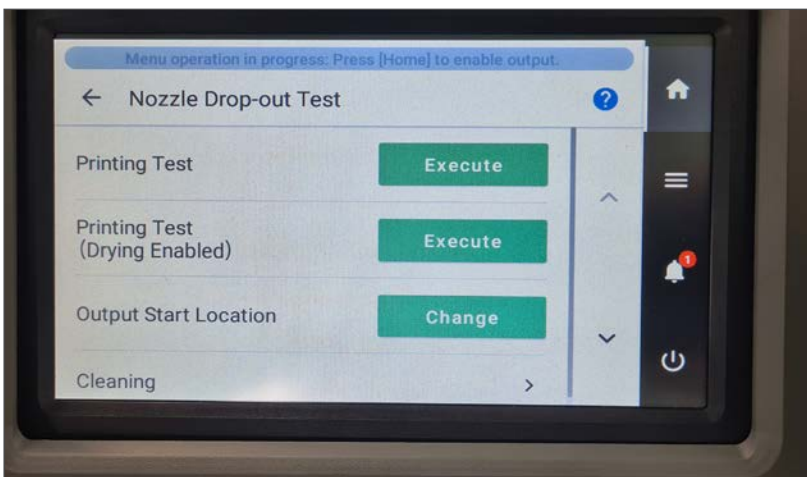 Menu operation in progress: Press [Home] to enable output.
Nozzle Drop-out Test
?
Printing Test
Execute
Printing Test
(Drying Enabled)
Execute
1
Output Start Location
Change
Cleaning